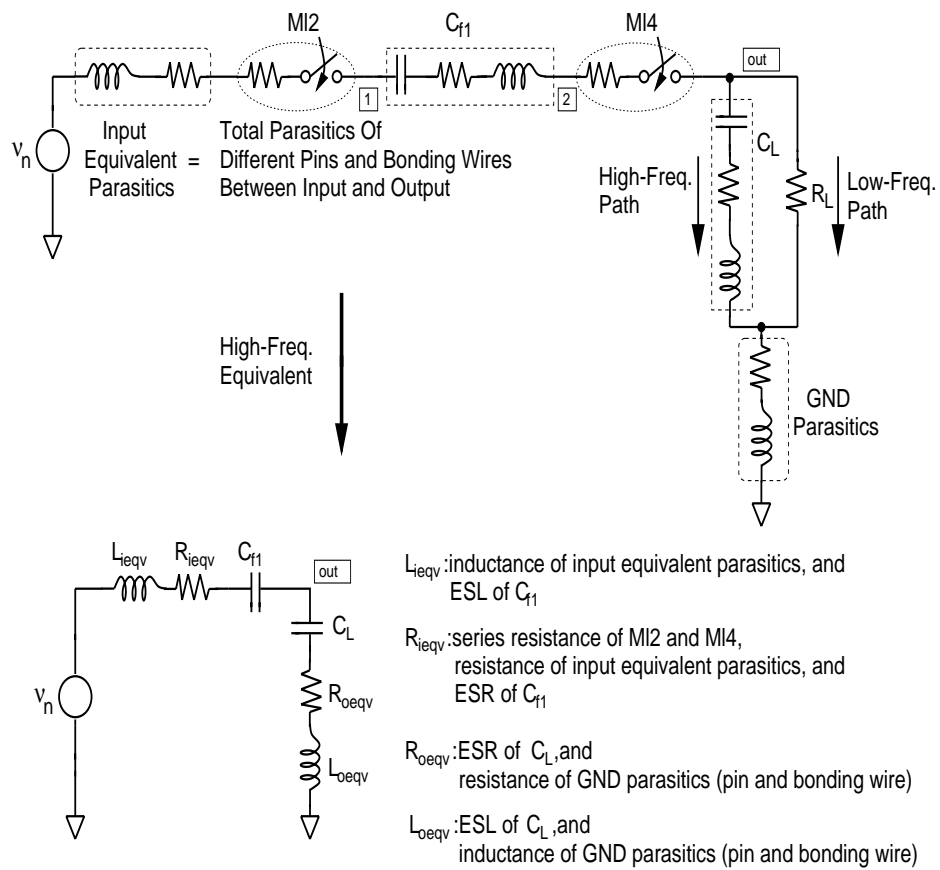 MI2
Cf1
MI4
out
1
2
νn
Input
Equivalent =
Parasitics
Total Parasitics Of
Different Pins and Bonding Wires
Between Input and Output
CL
High-Freq.
Path
RL
Low-Freq.
Path
High-Freq.
Equivalent
GND
Parasitics
Lieqv
Rieqv
Cf1
out
CL
νn
Roeqv
Loeqv
Lieqv :inductance of input equivalent parasitics, and
ESL of Cf1
Rieqv :series resistance of MI2 and MI4,
resistance of input equivalent parasitics, and
ESR of Cf1
Roeqv :ESR of CL ,and
resistance of GND parasitics (pin and bonding wire)
Loeqv :ESL of CL ,and
inductance of GND parasitics (pin and bonding wire)